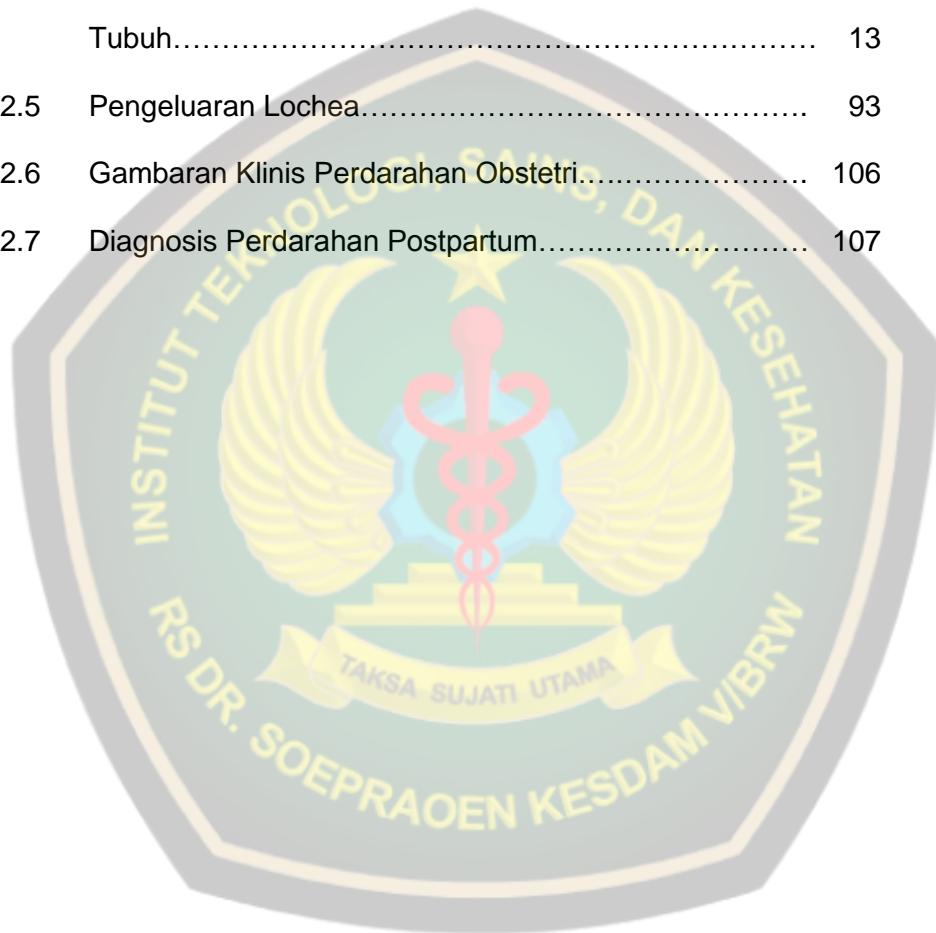 Tubuh………………………………………………………… 13
2.5 Pengeluaran Lochea………………………………………. 93
2.6 Gambaran Klinis Perdarahan Obstetri...………………… 106
2.7 Diagnosis Perdarahan Postpartum……...………………… 107
INSTITUT TEKNOLOGI, SAINS, DAN KESEHATAN
TAKSA SUJATI UTAMA
RS DR. SOEPRAOEN KESDAM V/BRW